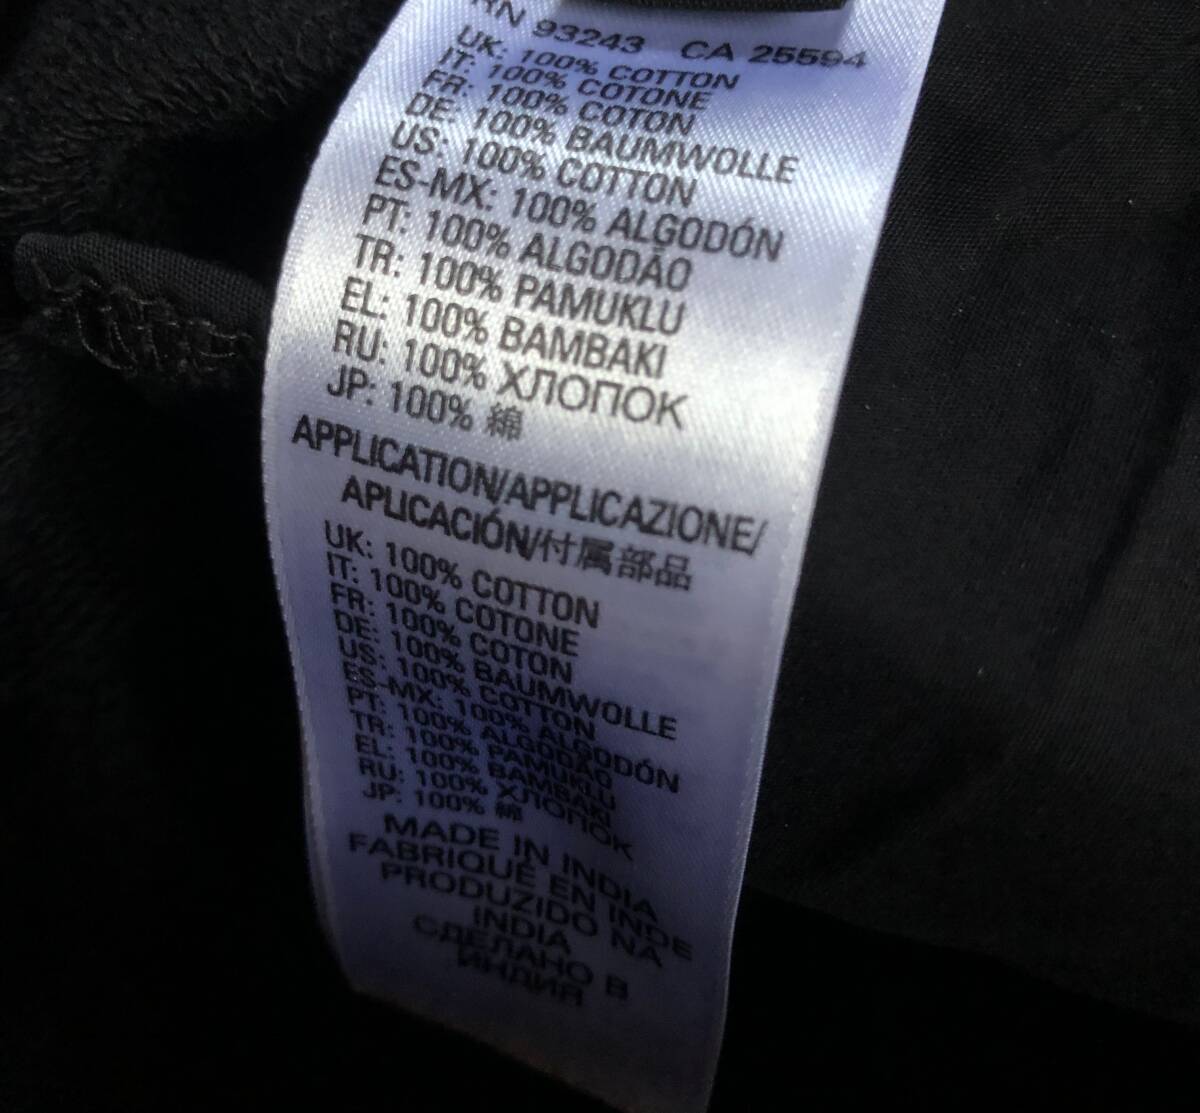 RN 93243 CA 25594
UK: 100% COTTON
IT: 100% COTONE
FR: 100% COTON
DE: 100% BAUMWOLLE
US: 100% COTTON
ES-MX: 100% ALGODÓN
PT: 100% ALGODÃO
TR: 100% PAMUKLU
EL: 100% BAMBAKI
RU: 100% ХЛОПОК
JP: 100% 綿
APPLICATION/APPLICAZIONE/
APLICACIÓN/付属部品
UK: 100% COTTON
IT: 100% COTONE
FR: 100% COTON
DE: 100% BAUMWOLLE
US: 100% COTTON
ES-MX: 100% ALGODÓN
PT: 100% ALGODÃO
TR: 100% PAMUKLU
EL: 100% BAMBAKI
RU: 100% ХЛОПОК
JP: 100% 綿
MADE IN INDIA
FABRIQUÉ EN INDE
PRODUZIDO NA
INDIA
СДЕЛАНО В
ИНДИЯ